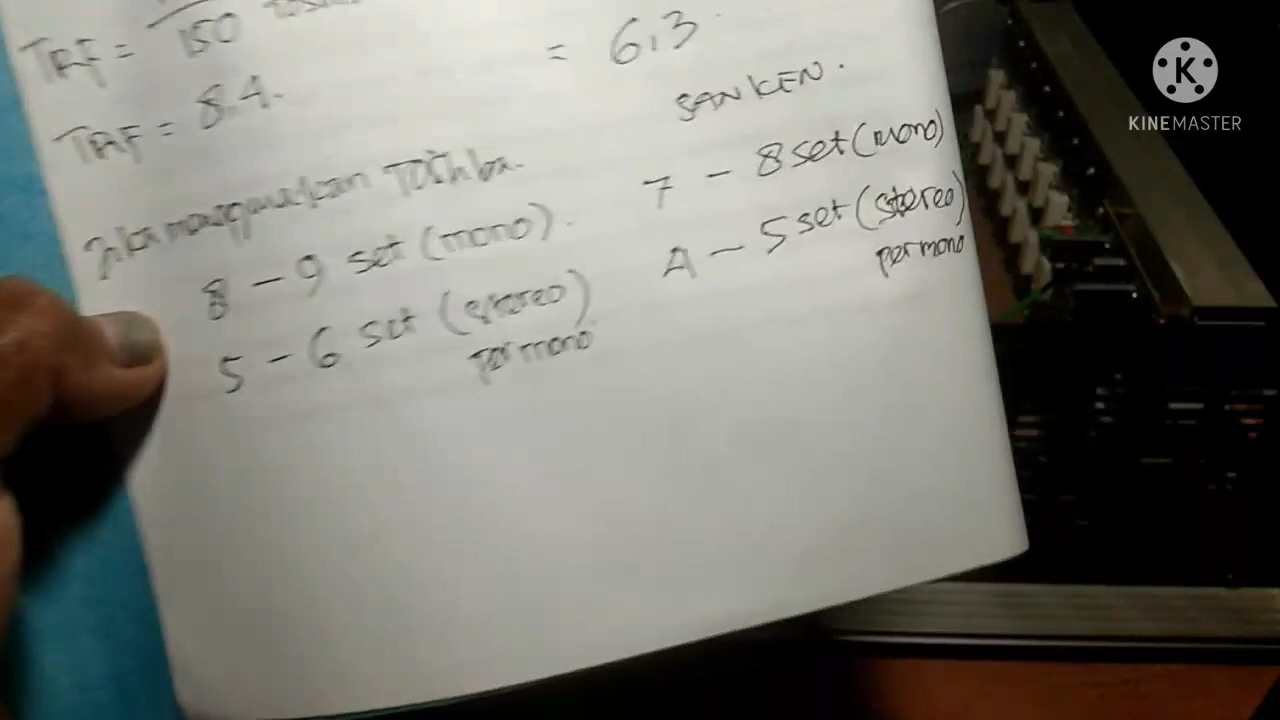 TRF = 150
TRF = 8.4.
Jika menggunakan Toshiba.
8 - 9 set (mono).
5 - 6 set (stereo)
per mono
= 6,3
SANKEN.
7 - 8 set (mono)
4 - 5 set (stereo)
per mono
K
KINEMASTER